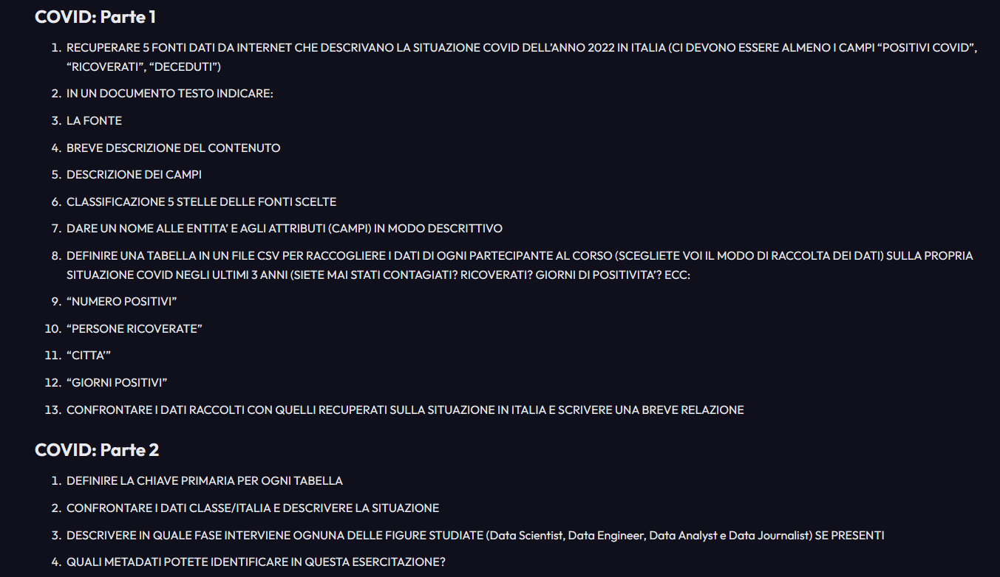 COVID: Parte 1
1. RECUPERARE 5 FONTI DATI DA INTERNET CHE DESCRIVANO LA SITUAZIONE COVID DELL’ANNO 2022 IN ITALIA (CI DEVONO ESSERE ALMENO I CAMPI “POSITIVI COVID”,
“RICOVERATI”, “DECEDUTI”)
2. IN UN DOCUMENTO TESTO INDICARE:
3. LA FONTE
4. BREVE DESCRIZIONE DEL CONTENUTO
5. DESCRIZIONE DEI CAMPI
6. CLASSIFICAZIONE 5 STELLE DELLE FONTI SCELTE
7. DARE UN NOME ALLE ENTITA’ E AGLI ATTRIBUTI (CAMPI) IN MODO DESCRITTIVO
8. DEFINIRE UNA TABELLA IN UN FILE CSV PER RACCOGLIERE I DATI DI OGNI PARTECIPANTE AL CORSO (SCEGLIETE VOI IL MODO DI RACCOLTA DEI DATI) SULLA PROPRIA
SITUAZIONE COVID NEGLI ULTIMI 3 ANNI (SIETE MAI STATI CONTAGIATI? RICOVERATI? GIORNI DI POSITIVITA’? ECC:
9. “NUMERO POSITIVI”
10. “PERSONE RICOVERATE”
11. “CITTA’”
12. “GIORNI POSITIVI”
13. CONFRONTARE I DATI RACCOLTI CON QUELLI RECUPERATI SULLA SITUAZIONE IN ITALIA E SCRIVERE UNA BREVE RELAZIONE
COVID: Parte 2
1. DEFINIRE LA CHIAVE PRIMARIA PER OGNI TABELLA
2. CONFRONTARE I DATI CLASSE/ITALIA E DESCRIVERE LA SITUAZIONE
3. DESCRIVERE IN QUALE FASE INTERVIENE OGNUNA DELLE FIGURE STUDIATE (Data Scientist, Data Engineer, Data Analyst e Data Journalist) SE PRESENTI
4. QUALI METADATI POTETE IDENTIFICARE IN QUESTA ESERCITAZIONE?